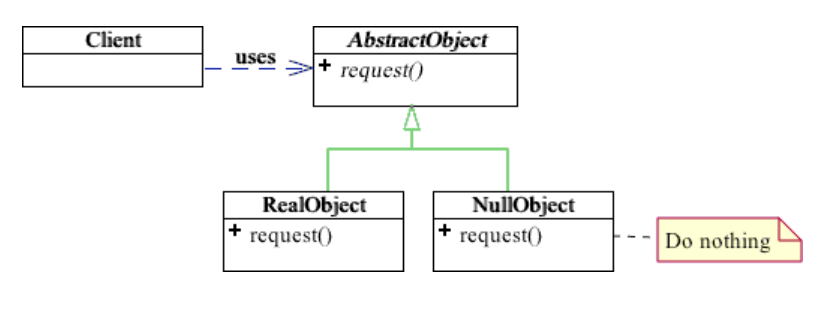 Client
uses
AbstractObject
+ request()
RealObject
+ request()
NullObject
+ request()
Do nothing